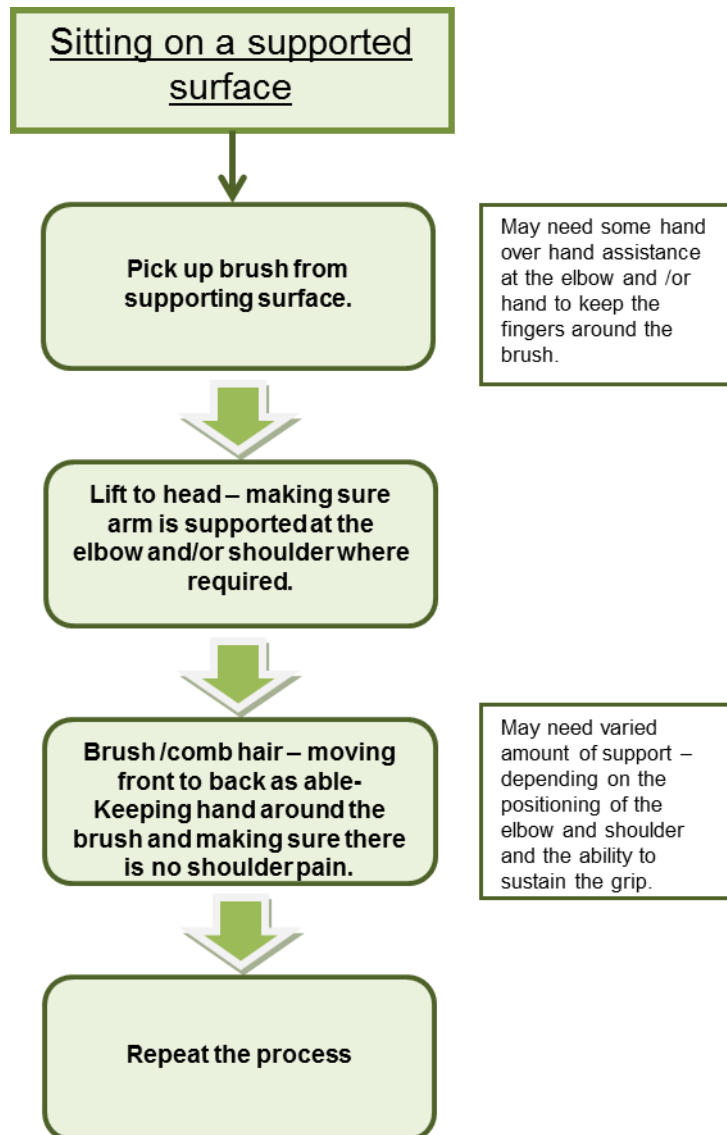 Sitting on a supported
surface
Pick up brush from
supporting surface.
May need some hand
over hand assistance
at the elbow and /or
hand to keep the
fingers around the
brush.
Lift to head – making sure
arm is supported at the
elbow and/or shoulder where
required.
Brush /comb hair – moving
front to back as able-
Keeping hand around the
brush and making sure there
is no shoulder pain.
May need varied
amount of support –
depending on the
positioning of the
elbow and shoulder
and the ability to
sustain the grip.
Repeat the process